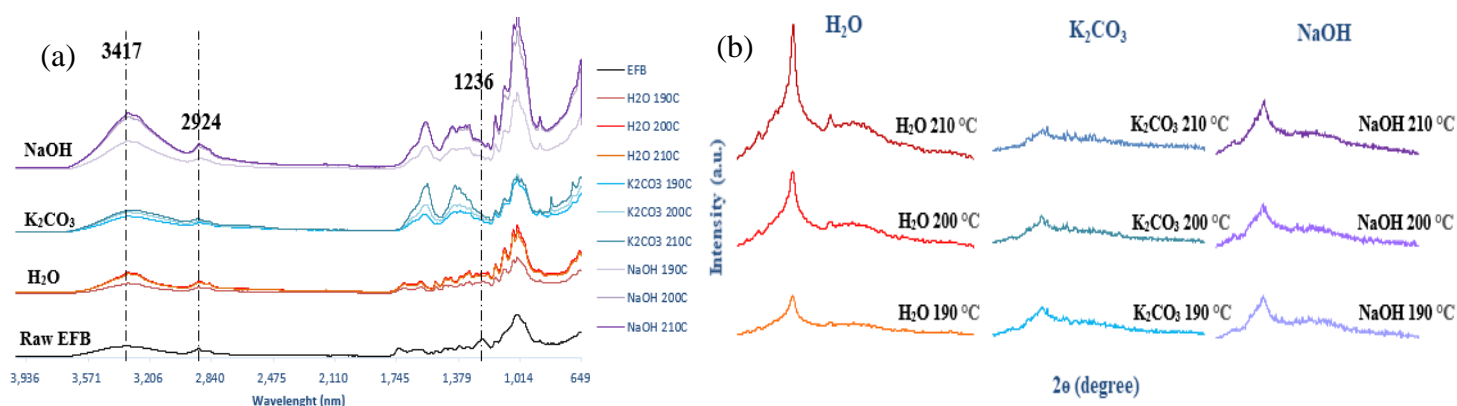 (a)
3417
2924
1236
NaOH
K₂CO₃
H₂O
Raw EFB
3,936 3,571 3,206 2,840 2,475 2,110 1,745 1,379 1,014 649
Wavelenght (nm)
EFB
H2O 190C
H2O 200C
H2O 210C
K2CO3 190C
K2CO3 200C
K2CO3 210C
NaOH 190C
NaOH 200C
NaOH 210C
(b)
H₂O K₂CO₃ NaOH
Intensity (a.u.)
H₂O 210 °C K₂CO₃ 210 °C NaOH 210 °C
H₂O 200 °C K₂CO₃ 200 °C NaOH 200 °C
H₂O 190 °C K₂CO₃ 190 °C NaOH 190 °C
2ɵ (degree)